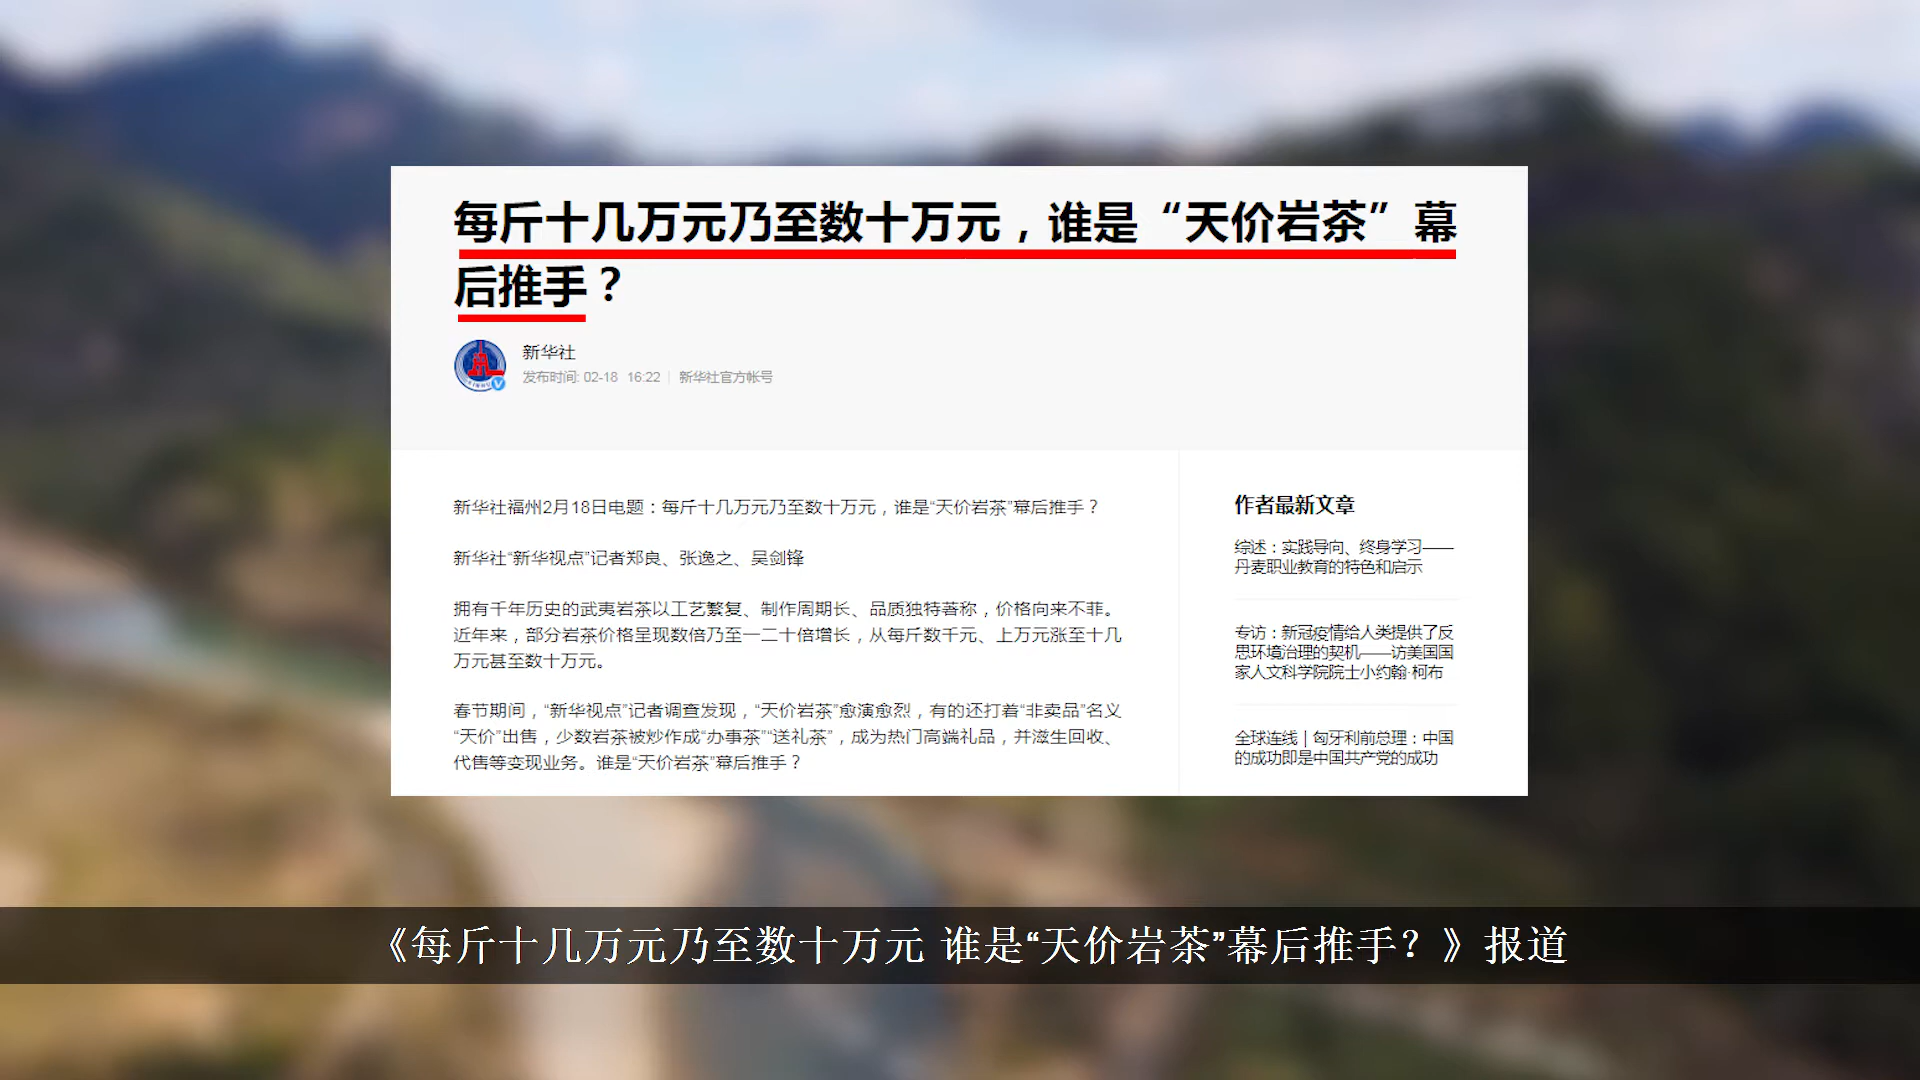 每斤十几万元乃至数十万元，谁是“天价岩茶”幕
后推手？
新华社
发布时间: 02-18 16:22 | 新华社官方帐号
新华社福州2月18日电题：每斤十几万元乃至数十万元，谁是“天价岩茶”幕后推手？
新华社“新华视点”记者郑良、张逸之、吴剑锋
拥有千年历史的武夷岩茶以工艺繁复、制作周期长、品质独特著称，价格向来不菲。
近年来，部分岩茶价格呈现数倍乃至一二十倍增长，从每斤数千元、上万元涨至十几
万元甚至数十万元。
春节期间，“新华视点”记者调查发现，“天价岩茶”愈演愈烈，有的还打着“非卖品”名义
“天价”出售，少数岩茶被炒作成“办事茶”“送礼茶”，成为热门高端礼品，并滋生回收、
代售等变现业务。谁是“天价岩茶”幕后推手？
作者最新文章
综述：实践导向、终身学习——
丹麦职业教育的特色和启示
专访：新冠疫情给人类提供了反
思环境治理的契机——访美国国
家人文科学院院士小约翰·柯布
全球连线 | 匈牙利前总理：中国
的成功即是中国共产党的成功
《每斤十几万元乃至数十万元 谁是“天价岩茶”幕后推手？》报道